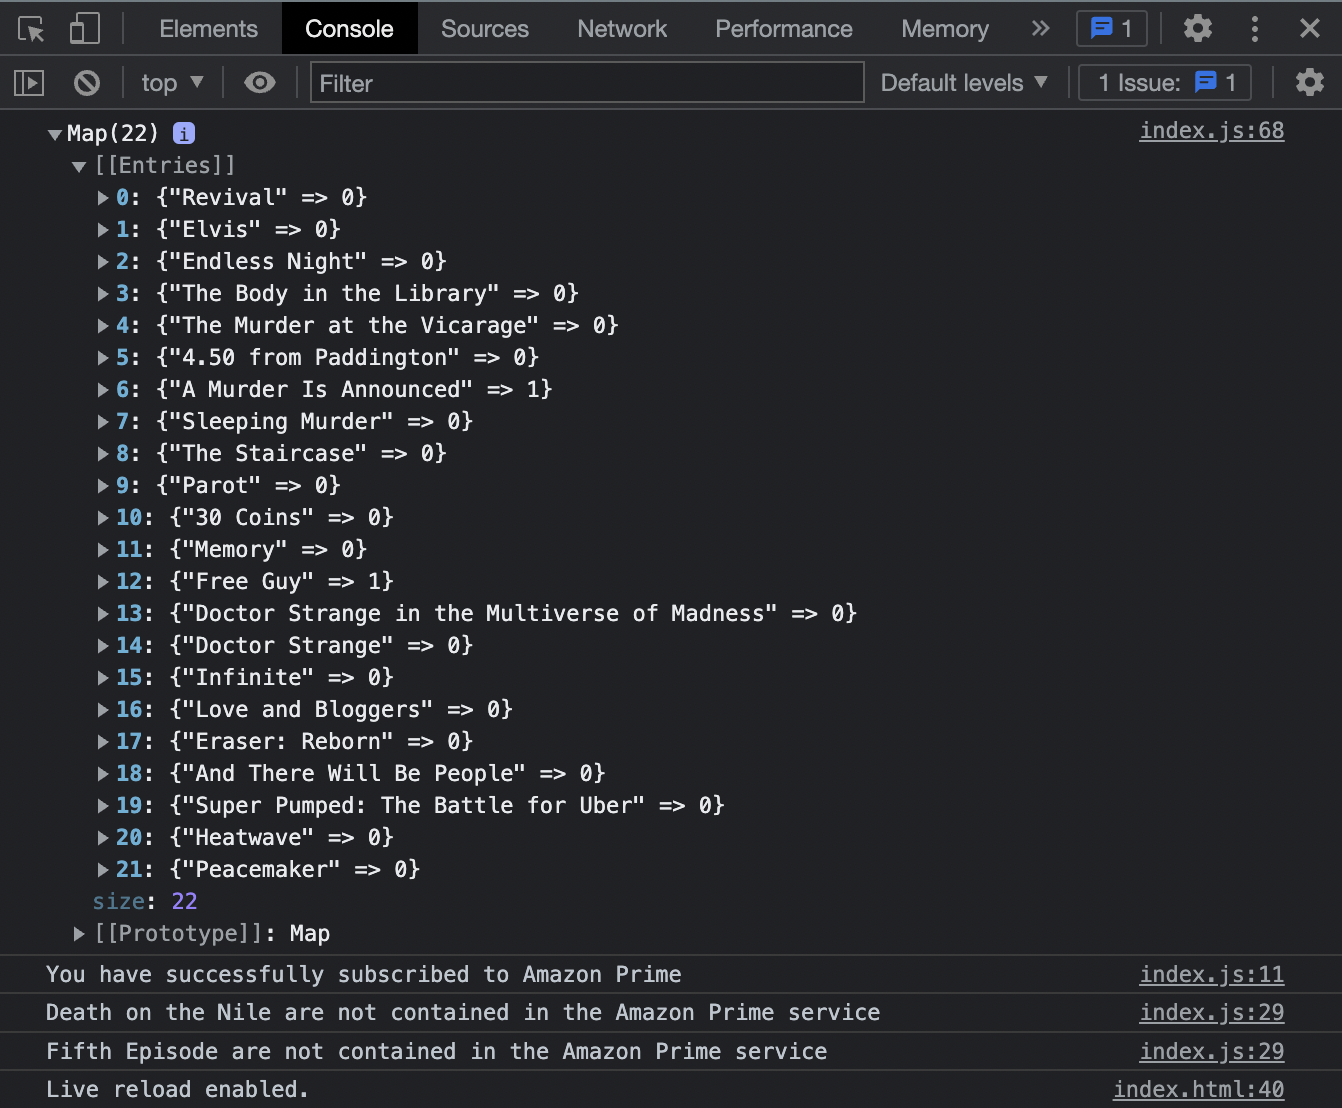 Elements Console Sources Network Performance Memory 1
top Filter Default levels 1 Issue: 1
Map(22) i index.js:68
[[Entries]]
0: {"Revival" => 0}
1: {"Elvis" => 0}
2: {"Endless Night" => 0}
3: {"The Body in the Library" => 0}
4: {"The Murder at the Vicarage" => 0}
5: {"4.50 from Paddington" => 0}
6: {"A Murder Is Announced" => 1}
7: {"Sleeping Murder" => 0}
8: {"The Staircase" => 0}
9: {"Parot" => 0}
10: {"30 Coins" => 0}
11: {"Memory" => 0}
12: {"Free Guy" => 1}
13: {"Doctor Strange in the Multiverse of Madness" => 0}
14: {"Doctor Strange" => 0}
15: {"Infinite" => 0}
16: {"Love and Bloggers" => 0}
17: {"Eraser: Reborn" => 0}
18: {"And There Will Be People" => 0}
19: {"Super Pumped: The Battle for Uber" => 0}
20: {"Heatwave" => 0}
21: {"Peacemaker" => 0}
size: 22
[[Prototype]]: Map
You have successfully subscribed to Amazon Prime index.js:11
Death on the Nile are not contained in the Amazon Prime service index.js:29
Fifth Episode are not contained in the Amazon Prime service index.js:29
Live reload enabled. index.html:40